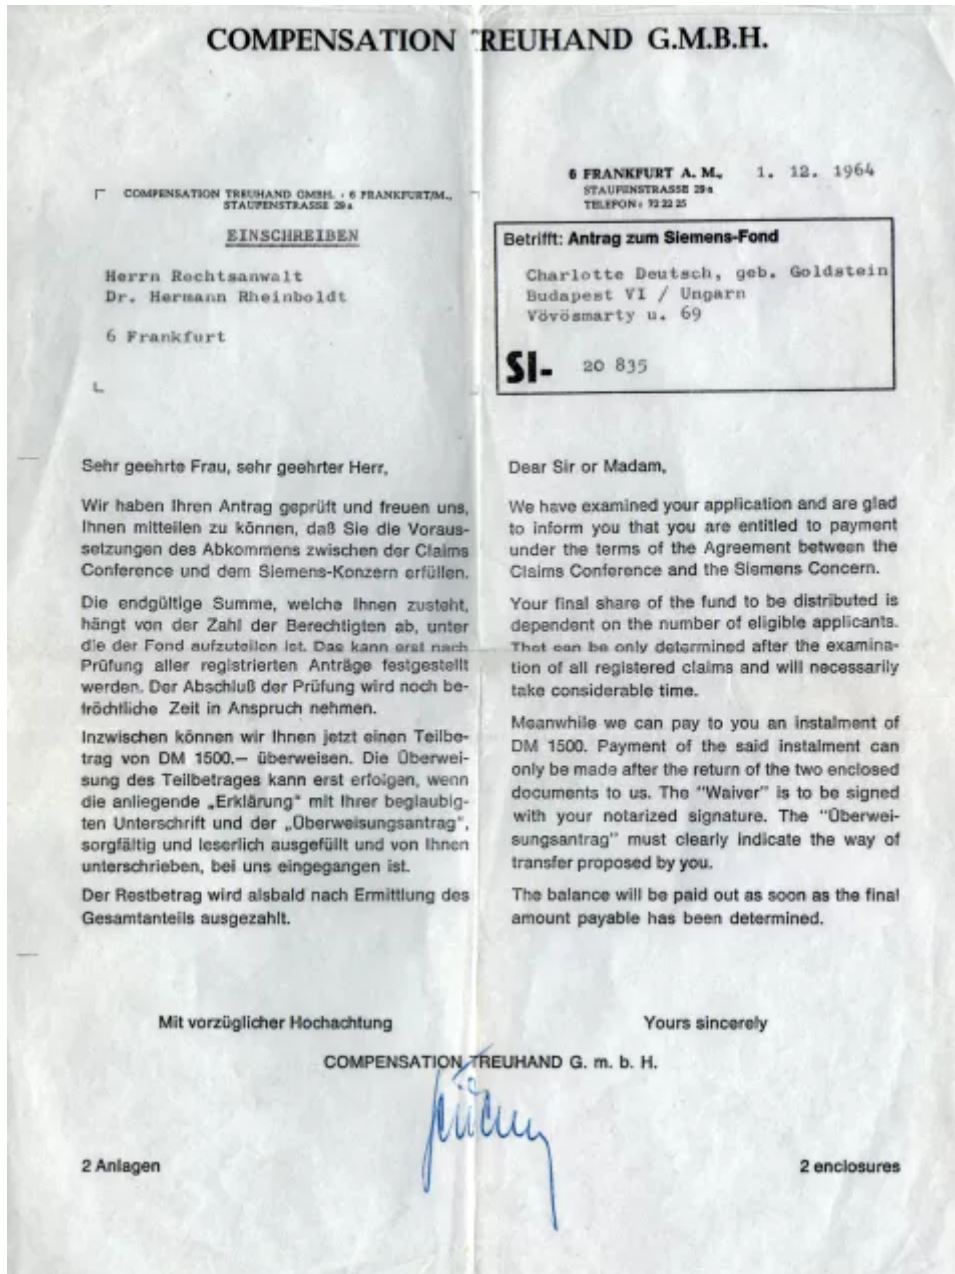 COMPENSATION TREUHAND G.M.B.H.
COMPENSATION TREUHAND GMBH. · 6 FRANKFURT/M.,
STAUFENSTRASSE 29a
EINSCHREIBEN
Herrn Rechtsanwalt
Dr. Hermann Rheinboldt
6 Frankfurt
6 FRANKFURT A. M., 1. 12. 1964
STAUFENSTRASSE 29a
TELEFON: 72 22 25
Betrifft: Antrag zum Siemens-Fond
Charlotte Deutsch, geb. Goldstein
Budapest VI / Ungarn
Vövösmarty u. 69
SI- 20 835
Sehr geehrte Frau, sehr geehrter Herr,
Wir haben Ihren Antrag geprüft und freuen uns,
Ihnen mitteilen zu können, daß Sie die Voraus-
setzungen des Abkommens zwischen der Claims
Conference und dem Siemens-Konzern erfüllen.
Die endgültige Summe, welche Ihnen zusteht,
hängt von der Zahl der Berechtigten ab, unter
die der Fond aufzuteilen ist. Das kann erst nach
Prüfung aller registrierten Anträge festgestellt
werden. Der Abschluß der Prüfung wird noch be-
trächtliche Zeit in Anspruch nehmen.
Inzwischen können wir Ihnen jetzt einen Teilbe-
trag von DM 1500.— überweisen. Die Überwei-
sung des Teilbetrages kann erst erfolgen, wenn
die anliegende „Erklärung" mit Ihrer beglaubig-
ten Unterschrift und der „Überweisungsantrag",
sorgfältig und leserlich ausgefüllt und von Ihnen
unterschrieben, bei uns eingegangen ist.
Der Restbetrag wird alsbald nach Ermittlung des
Gesamtanteils ausgezahlt.
Dear Sir or Madam,
We have examined your application and are glad
to inform you that you are entitled to payment
under the terms of the Agreement between the
Claims Conference and the Siemens Concern.
Your final share of the fund to be distributed is
dependent on the number of eligible applicants.
That can be only determined after the examina-
tion of all registered claims and will necessarily
take considerable time.
Meanwhile we can pay to you an instalment of
DM 1500. Payment of the said instalment can
only be made after the return of the two enclosed
documents to us. The "Waiver" is to be signed
with your notarized signature. The "Überwei-
sungsantrag" must clearly indicate the way of
transfer proposed by you.
The balance will be paid out as soon as the final
amount payable has been determined.
Mit vorzüglicher Hochachtung
Yours sincerely
COMPENSATION TREUHAND G. m. b. H.
2 Anlagen
2 enclosures